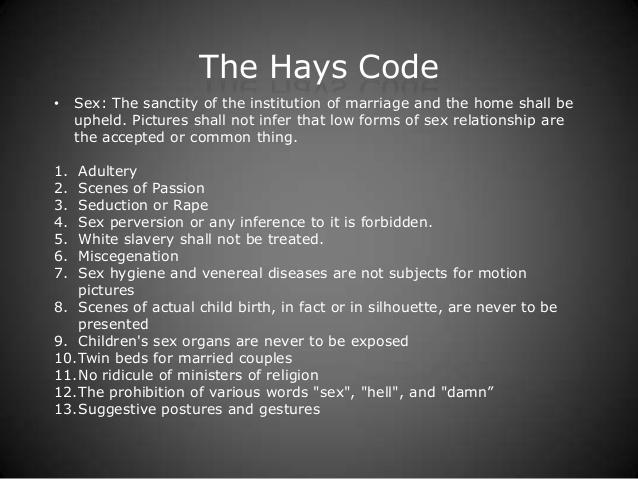 The Hays Code
• Sex: The sanctity of the institution of marriage and the home shall be
upheld. Pictures shall not infer that low forms of sex relationship are
the accepted or common thing.
1. Adultery
2. Scenes of Passion
3. Seduction or Rape
4. Sex perversion or any inference to it is forbidden.
5. White slavery shall not be treated.
6. Miscegenation
7. Sex hygiene and venereal diseases are not subjects for motion
pictures
8. Scenes of actual child birth, in fact or in silhouette, are never to be
presented
9. Children's sex organs are never to be exposed
10.Twin beds for married couples
11.No ridicule of ministers of religion
12.The prohibition of various words "sex", "hell", and "damn”
13.Suggestive postures and gestures